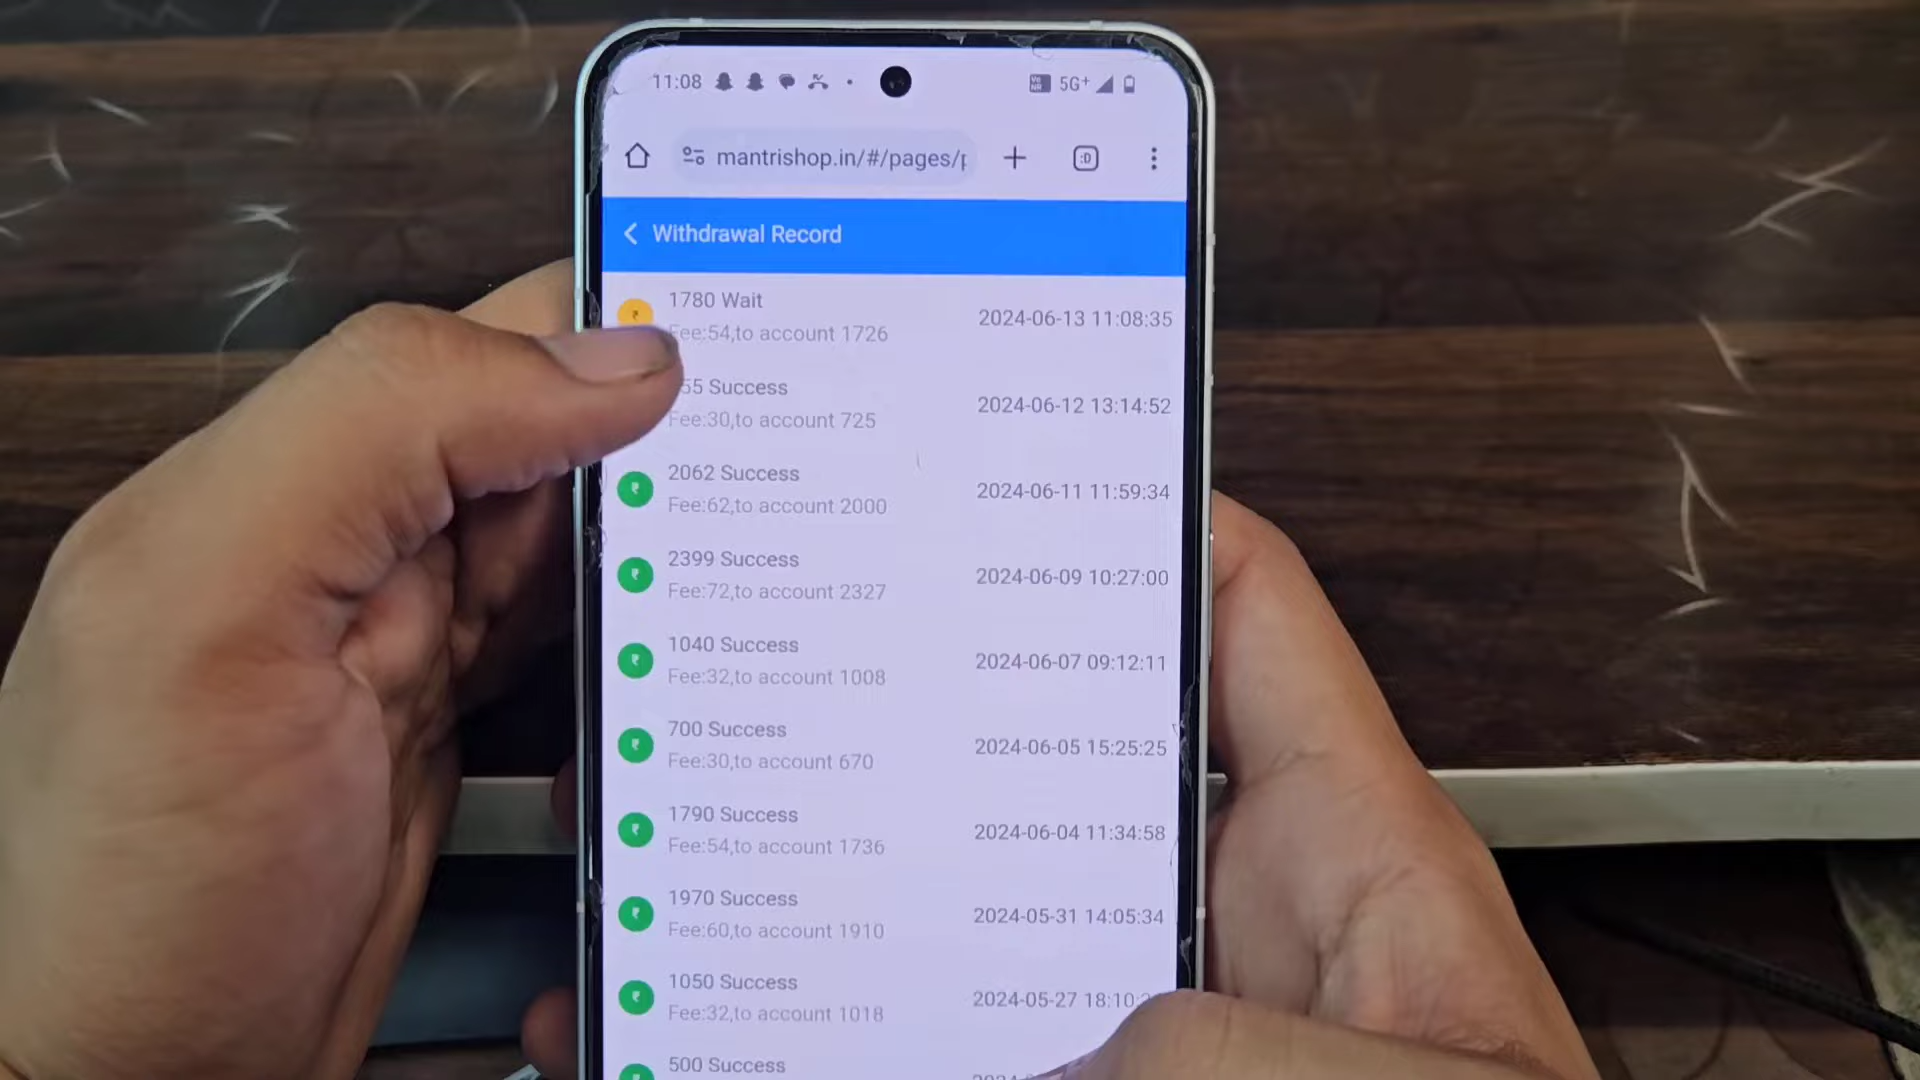 11:08 5G+
mantrishop.in/#/pages/p
Withdrawal Record
1780 Wait
Fee:54,to account 1726
2024-06-13 11:08:35
55 Success
Fee:30,to account 725
2024-06-12 13:14:52
2062 Success
Fee:62,to account 2000
2024-06-11 11:59:34
2399 Success
Fee:72,to account 2327
2024-06-09 10:27:00
1040 Success
Fee:32,to account 1008
2024-06-07 09:12:11
700 Success
Fee:30,to account 670
2024-06-05 15:25:25
1790 Success
Fee:54,to account 1736
2024-06-04 11:34:58
1970 Success
Fee:60,to account 1910
2024-05-31 14:05:34
1050 Success
Fee:32,to account 1018
2024-05-27 18:10:
500 Success